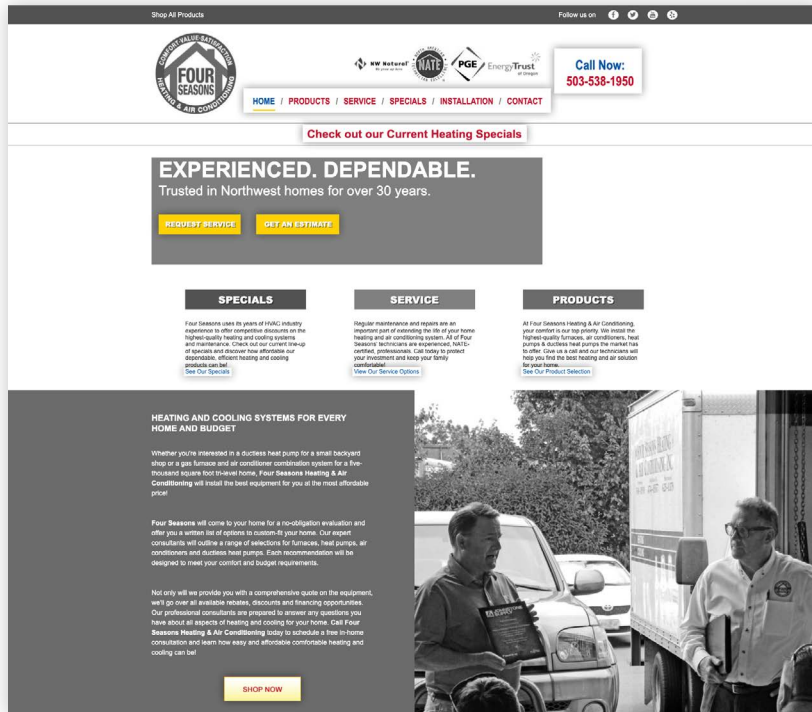 Shop All Products
Follow us on
COMFORT-VALUE-SATISFACTION
FOUR
SEASONS
HEATING & AIR CONDITIONING
NW Natural
NATE
PGE
EnergyTrust
of Oregon
Call Now:
503-538-1950
HOME / PRODUCTS / SERVICE / SPECIALS / INSTALLATION / CONTACT
Check out our Current Heating Specials
EXPERIENCED. DEPENDABLE.
Trusted in Northwest homes for over 30 years.
REQUEST SERVICE
GET AN ESTIMATE
SPECIALS
Four Seasons uses its years of HVAC industry
experience to offer competitive discounts on the
highest-quality heating and cooling systems
and maintenance. Check out our current line-up
of specials and discover how affordable our
dependable, efficient heating and cooling
products can be!
See Our Specials
SERVICE
Regular maintenance and repairs are an
important part of extending the life of your home
heating and air conditioning system. All of Four
Seasons' technicians are experienced, NATE-
certified, professionals. Call today to protect
your investment and keep your family
comfortable!
View Our Service Options
PRODUCTS
At Four Seasons Heating & Air Conditioning,
your comfort is our top priority. We install the
highest-quality furnaces, air conditioners, heat
pumps & ductless heat pumps the market has
to offer. Give us a call and our technicians will
help you find the best heating and air solution
for your home.
See Our Product Selection
HEATING AND COOLING SYSTEMS FOR EVERY
HOME AND BUDGET
Whether you're interested in a ductless heat pump for a small backyard
shop or a gas furnace and air conditioner combination system for a five-
thousand square foot tri-level home, Four Seasons Heating & Air
Conditioning will install the best equipment for you at the most affordable
price!
Four Seasons will come to your home for a no-obligation evaluation and
offer you a written list of options to custom-fit your home. Our expert
consultants will outline a range of selections for furnaces, heat pumps, air
conditioners and ductless heat pumps. Each recommendation will be
designed to meet your comfort and budget requirements.
Not only will we provide you with a comprehensive quote on the equipment,
we'll go over all available rebates, discounts and financing opportunities.
Our professional consultants are prepared to answer any questions you
have about all aspects of heating and cooling for your home. Call Four
Seasons Heating & Air Conditioning today to schedule a free in-home
consultation and learn how easy and affordable comfortable heating and
cooling can be!
SHOP NOW